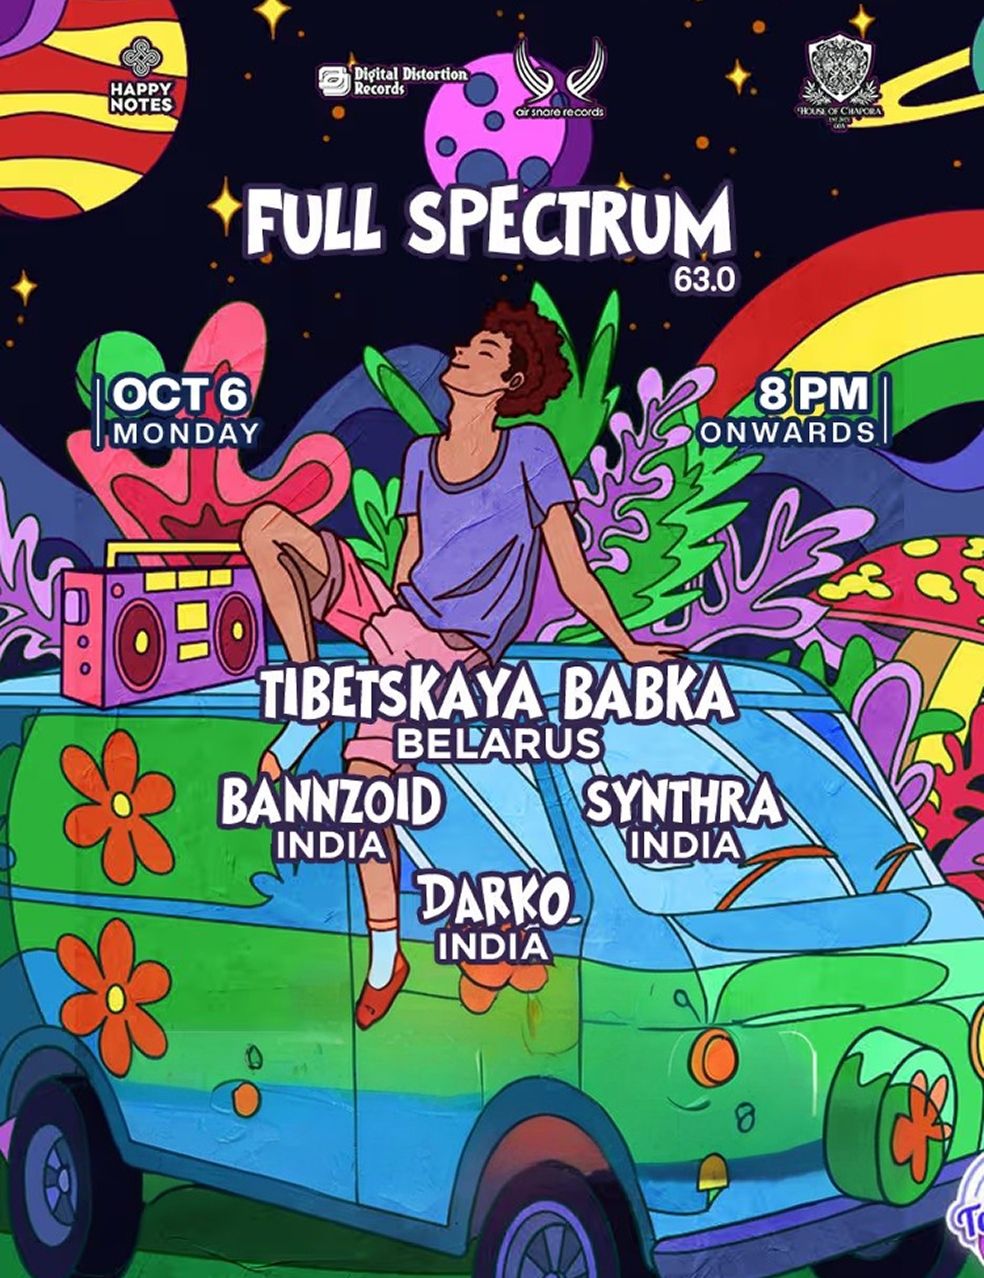 HAPPY
NOTES
Digital Distortion
Records
air snare records
HOUSE OF CHAPORA
FULL SPECTRUM
63.0
OCT 6
MONDAY
8 PM
ONWARDS
TIBETSKAYA BABKA
BELARUS
BANNZOID
INDIA
SYNTHRA
INDIA
DARKO
INDIA